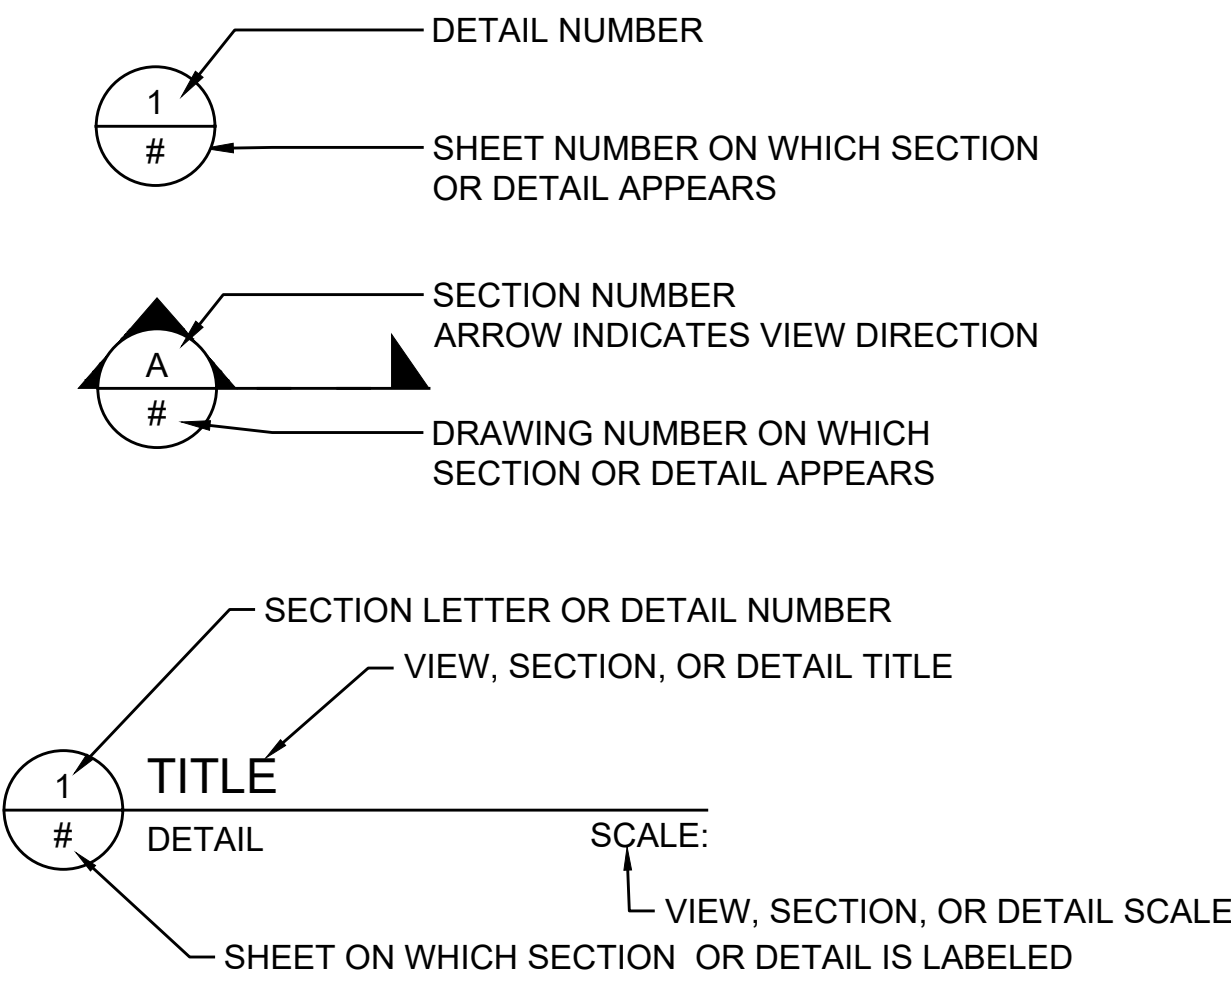 DETAIL NUMBER
1
#
SHEET NUMBER ON WHICH SECTION
OR DETAIL APPEARS
SECTION NUMBER
ARROW INDICATES VIEW DIRECTION
A
#
DRAWING NUMBER ON WHICH
SECTION OR DETAIL APPEARS
SECTION LETTER OR DETAIL NUMBER
VIEW, SECTION, OR DETAIL TITLE
1
TITLE
#
DETAIL
SCALE:
VIEW, SECTION, OR DETAIL SCALE
SHEET ON WHICH SECTION OR DETAIL IS LABELED